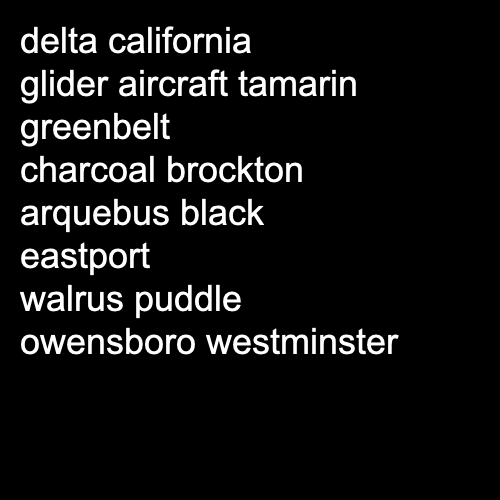 delta california
glider aircraft tamarin
greenbelt
charcoal brockton
arquebus black
eastport
walrus puddle
owensboro westminster